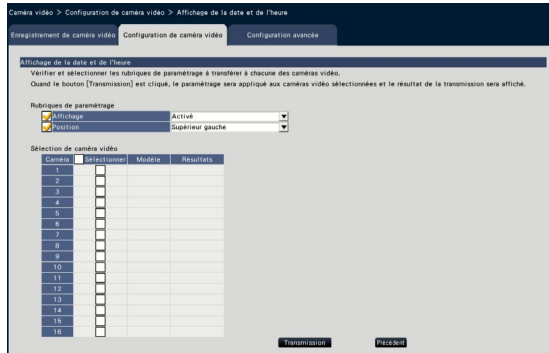 Caméra vidéo > Configuration de caméra vidéo > Affichage de la date et de l'heure
Enregistrement de caméra vidéo Configuration de caméra vidéo Configuration avancée
Affichage de la date et de l'heure
Vérifier et sélectionner les rubriques de paramétrage à transférer à chacune des caméras vidéo.
Quand le bouton [Transmission] est cliqué, le paramétrage sera appliqué aux caméras vidéo sélectionnées et le résultat de la transmission sera affiché.
Rubriques de paramétrage
Affichage Activé
Position Supérieur gauche
Sélection de caméra vidéo
Caméra Sélectionner Modèle Résultats
1
2
3
4
5
6
7
8
9
10
11
12
13
14
15
16
Transmission Précédent